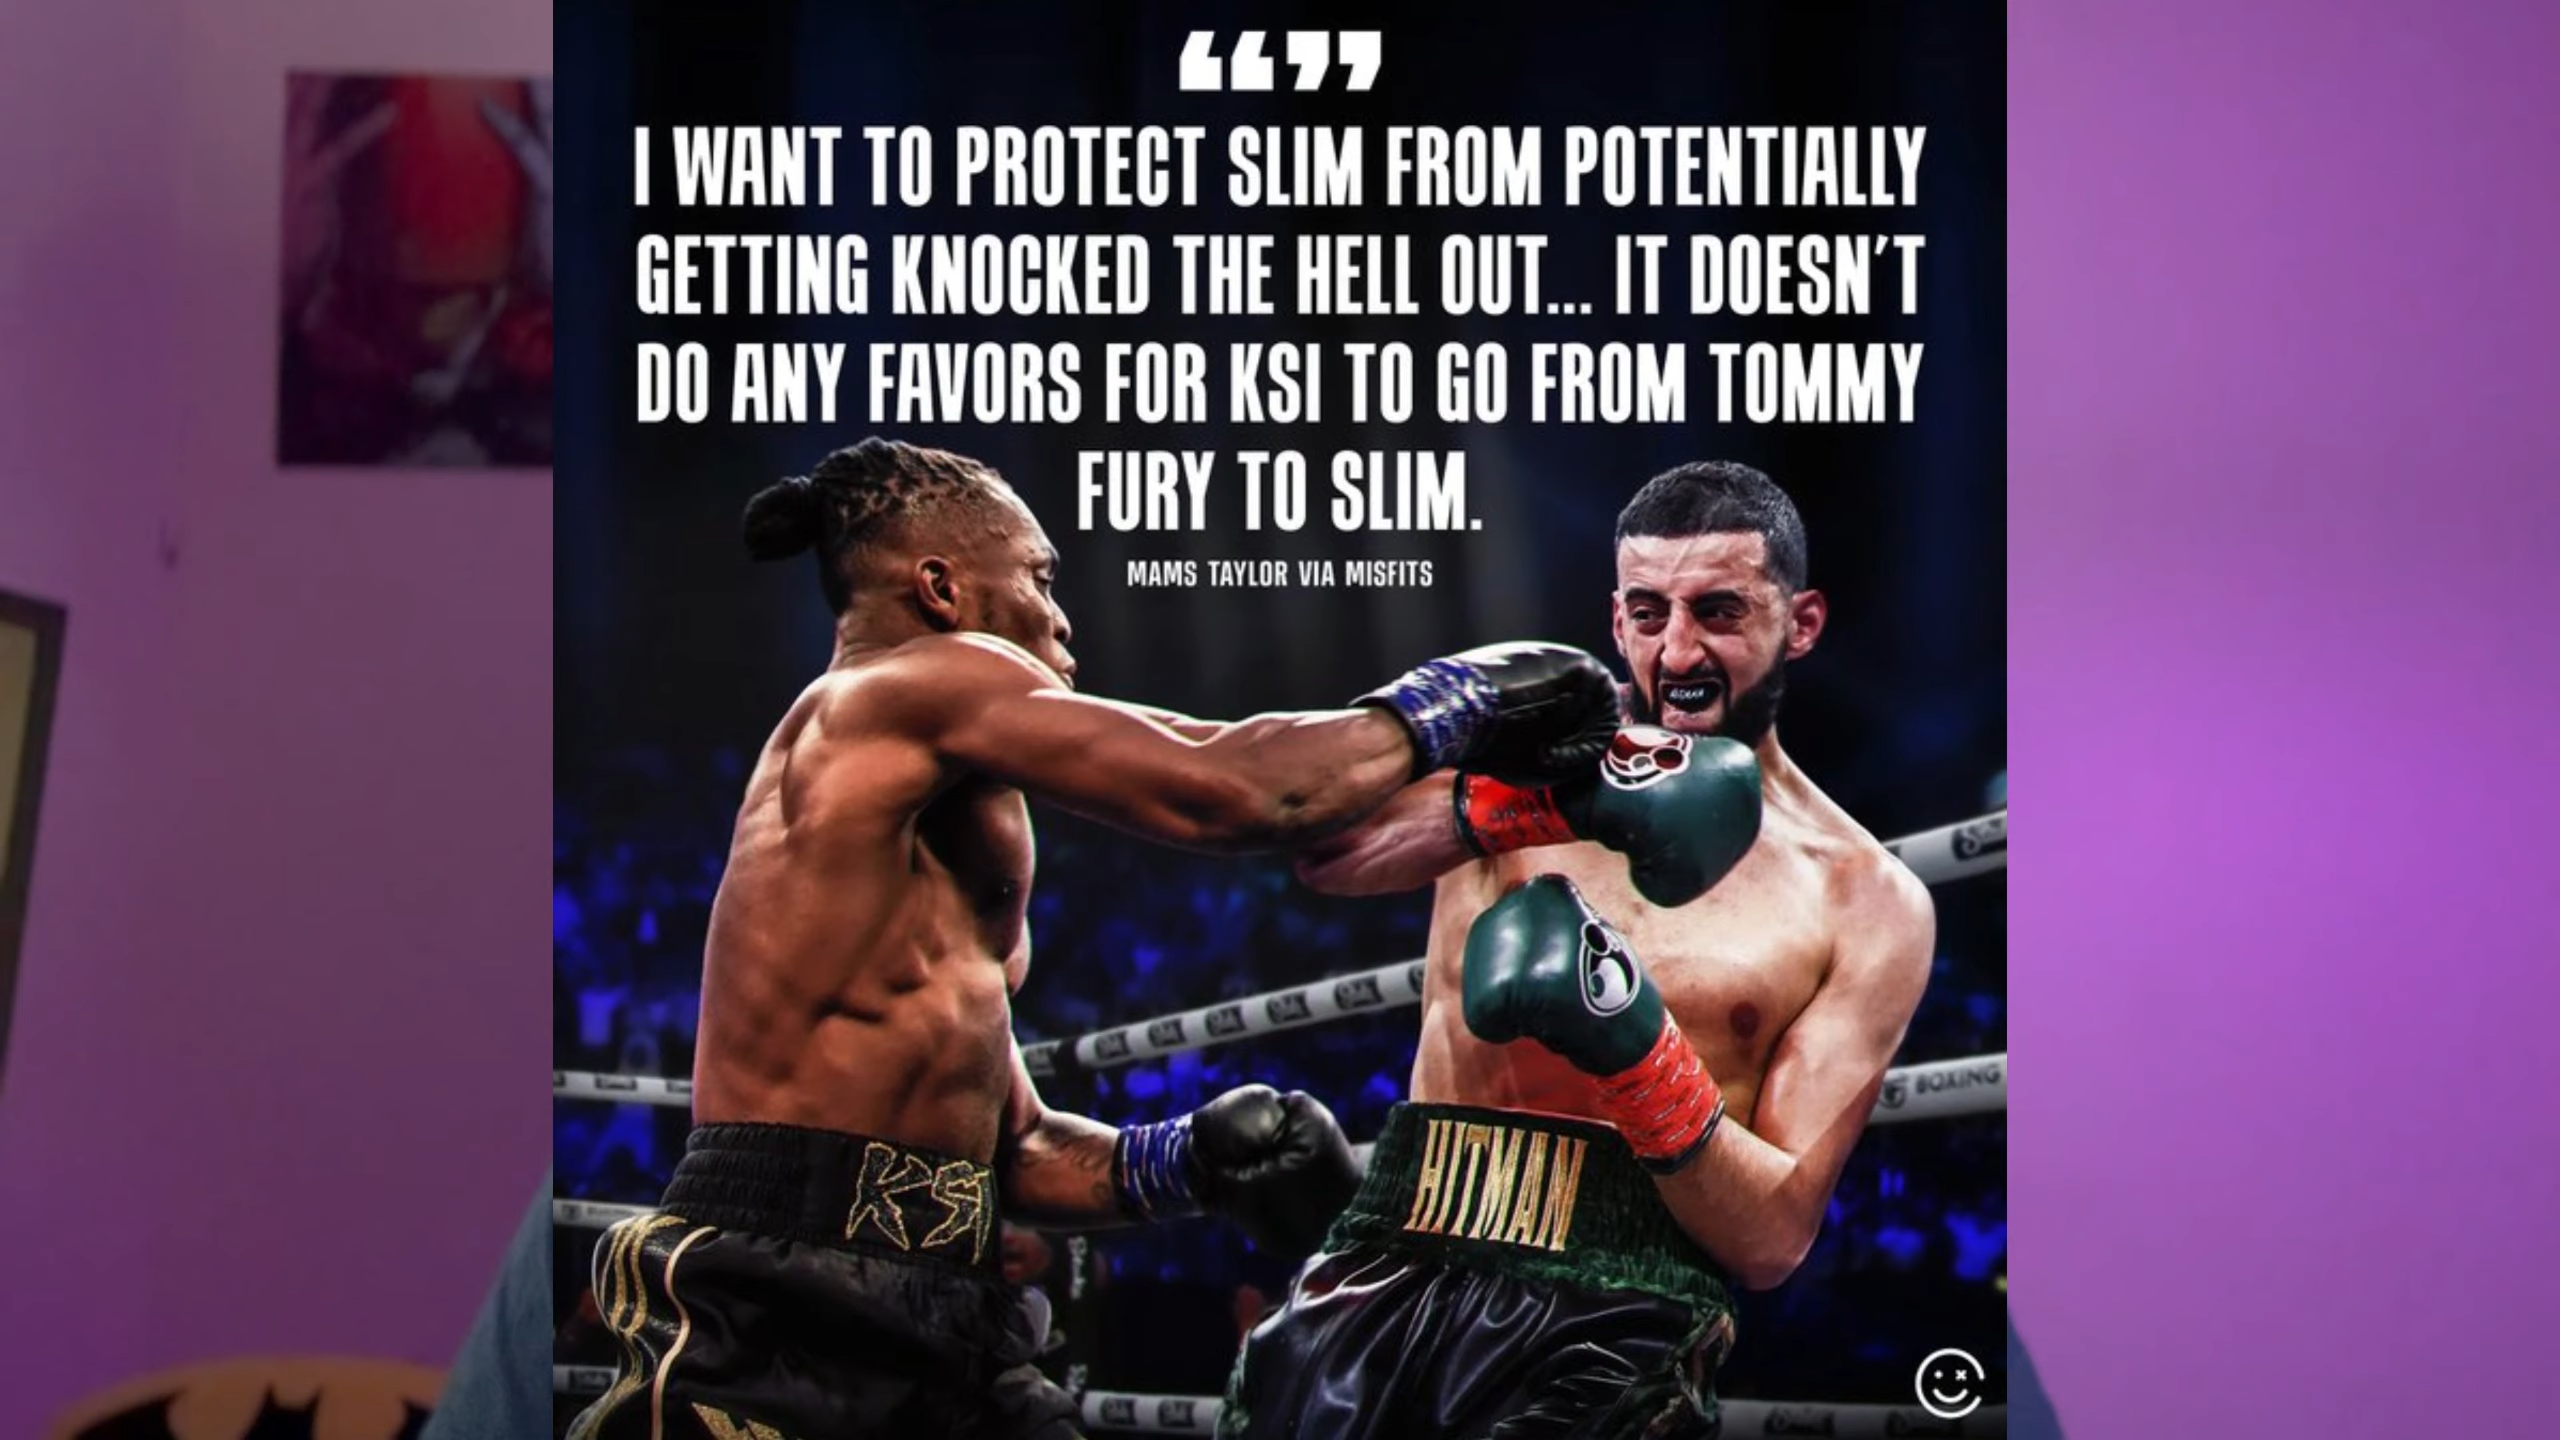 “”
I WANT TO PROTECT SLIM FROM POTENTIALLY
GETTING KNOCKED THE HELL OUT... IT DOESN'T
DO ANY FAVORS FOR KSI TO GO FROM TOMMY
FURY TO SLIM.
MAMS TAYLOR VIA MISFITS
BOXING
KSI
HITMAN